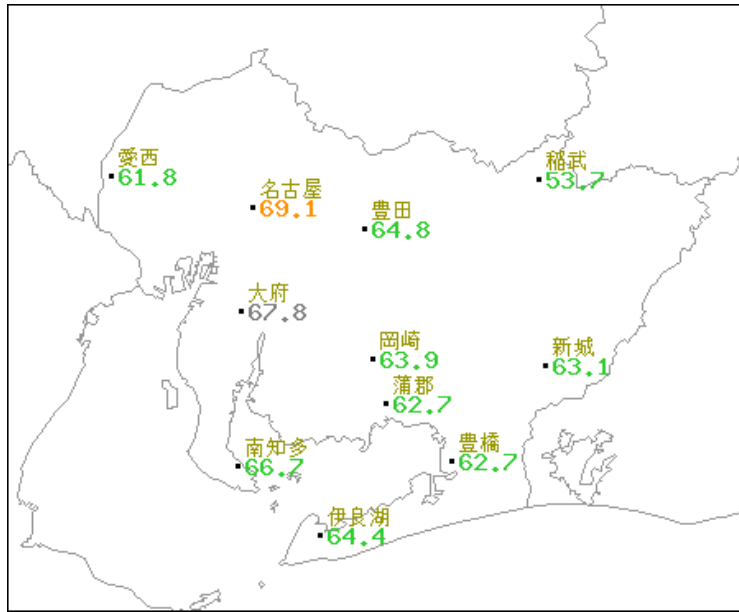 愛西
61.8
稲武
53.7
名古屋
69.1
豊田
64.8
大府
67.8
岡崎
63.9
新城
63.1
蒲郡
62.7
南知多
66.7
豊橋
62.7
伊良湖
64.4